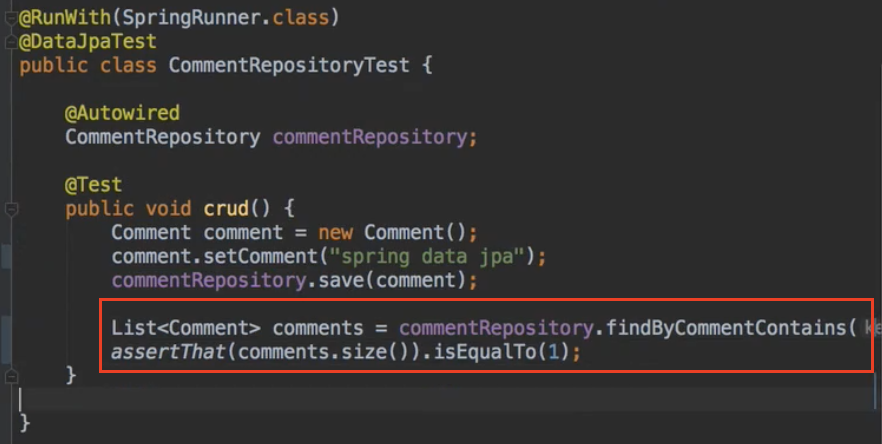 @RunWith(SpringRunner.class)
@DataJpaTest
public class CommentRepositoryTest {
@Autowired
CommentRepository commentRepository;
@Test
public void crud() {
Comment comment = new Comment();
comment.setComment("spring data jpa");
commentRepository.save(comment);
List<Comment> comments = commentRepository.findByCommentContains(
assertThat(comments.size()).isEqualTo(1);
}
}